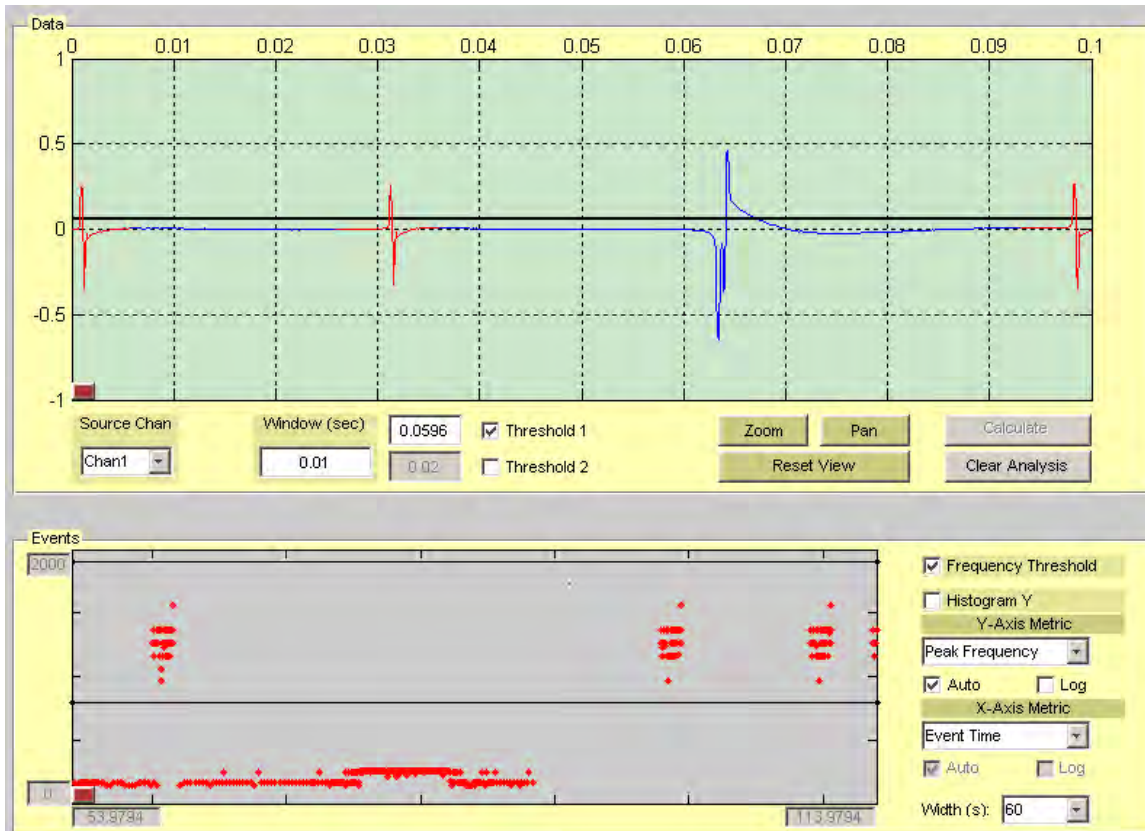 Data
0 0.01 0.02 0.03 0.04 0.05 0.06 0.07 0.08 0.09 0.1
1
0.5
0
-0.5
-1
Source Chan Window (sec) 0.0596 Threshold 1 Zoom Pan Calculate
Chan1 0.01 0.02 Threshold 2 Reset View Clear Analysis
Events
2000
0
53.9794 113.9794
Frequency Threshold
Histogram Y
Y-Axis Metric
Peak Frequency
Auto Log
X-Axis Metric
Event Time
Auto Log
Width (s): 60